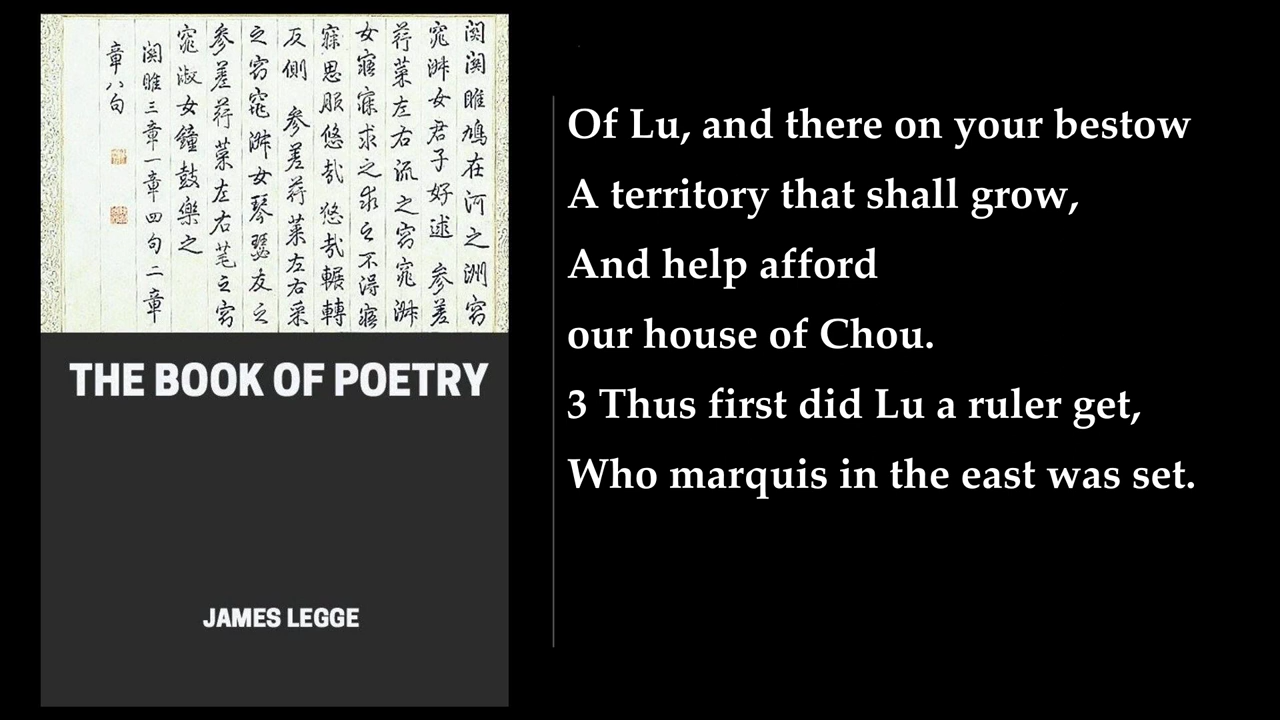 關關雎鳩在河之洲窈
窕淑女君子好逑 參差
荇菜左右流之窈窕淑
女寤寐求之求之不得寤
寐思服悠哉悠哉輾轉
反側 參差荇菜左右采
之窈窕淑女琴瑟友之
參差荇菜左右芼之窈
窕淑女鐘鼓樂之
關雎三章一章四句二章
章八句
THE BOOK OF POETRY
JAMES LEGGE
Of Lu, and there on your bestow
A territory that shall grow,
And help afford
our house of Chou.
3 Thus first did Lu a ruler get,
Who marquis in the east was set.